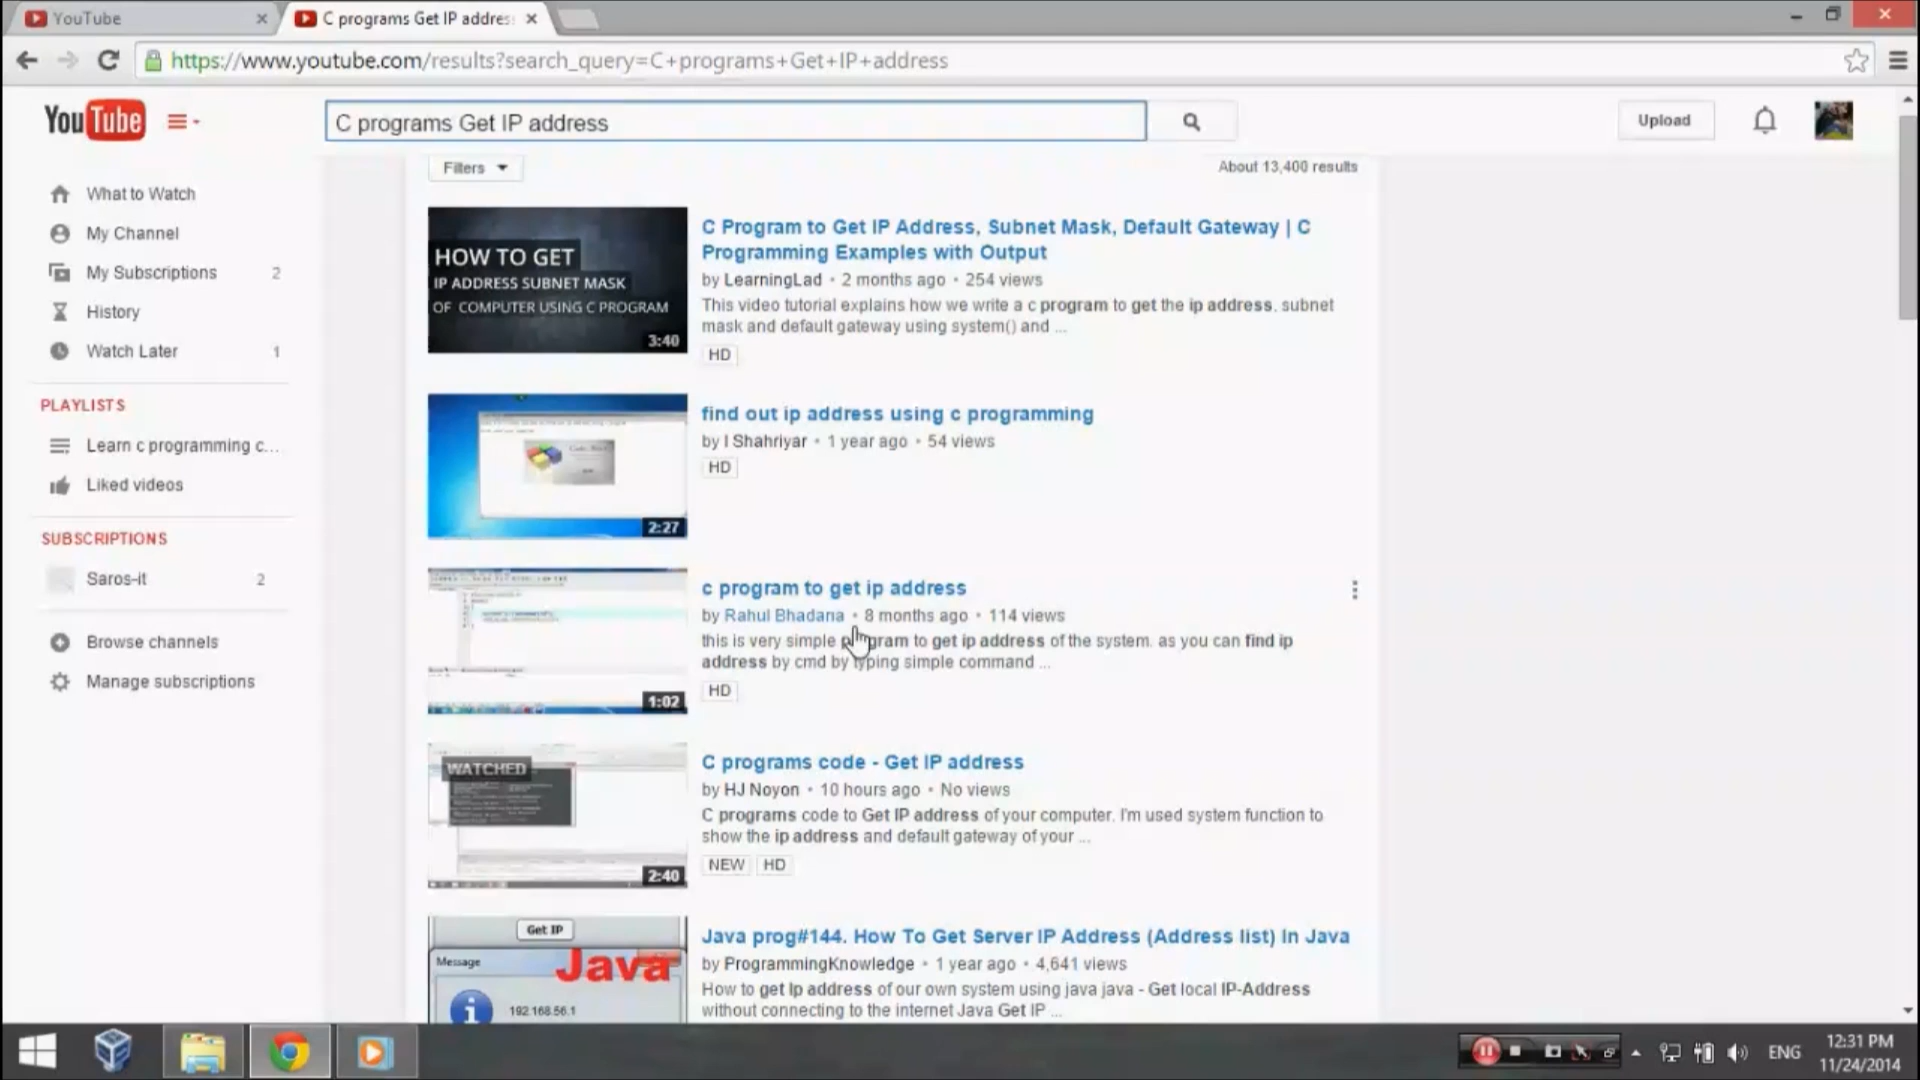 YouTube
C programs Get IP addres
https://www.youtube.com/results?search_query=C+programs+Get+IP+address
YouTube
C programs Get IP address
Upload
What to Watch
My Channel
My Subscriptions 2
History
Watch Later 1
PLAYLISTS
Learn c programming c...
Liked videos
SUBSCRIPTIONS
Saros-it 2
Browse channels
Manage subscriptions
Filters
About 13,400 results
HOW TO GET
IP ADDRESS SUBNET MASK
OF COMPUTER USING C PROGRAM
3:40
C Program to Get IP Address, Subnet Mask, Default Gateway | C
Programming Examples with Output
by LearningLad • 2 months ago • 254 views
This video tutorial explains how we write a c program to get the ip address, subnet
mask and default gateway using system() and ...
HD
2:27
find out ip address using c programming
by I Shahriyar • 1 year ago • 54 views
HD
1:02
c program to get ip address
by Rahul Bhadana • 8 months ago • 114 views
this is very simple program to get ip address of the system. as you can find ip
address by cmd by typing simple command ...
HD
WATCHED
2:40
C programs code - Get IP address
by HJ Noyon • 10 hours ago • No views
C programs code to Get IP address of your computer. I'm used system function to
show the ip address and default gateway of your ...
NEW HD
Get IP
Message
Java
192.168.56.1
Java prog#144. How To Get Server IP Address (Address list) In Java
by ProgrammingKnowledge • 1 year ago • 4,641 views
How to get Ip address of our own system using java java - Get local IP-Address
without connecting to the internet Java Get IP ...
ENG
12:31 PM
11/24/2014